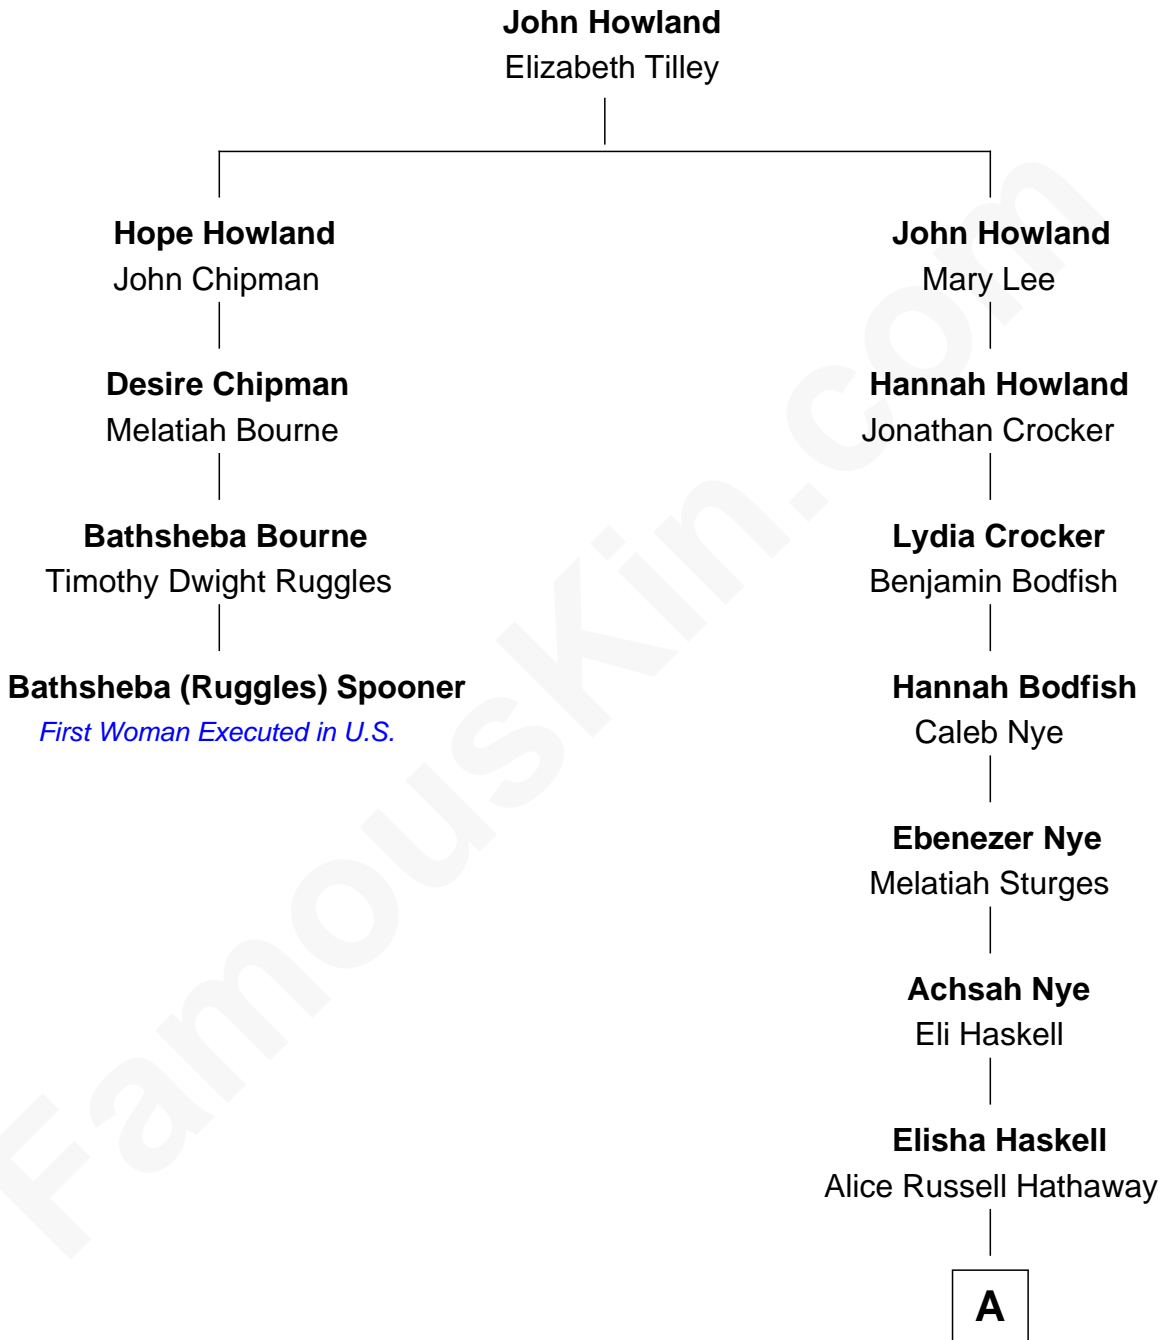 John Howland
Elizabeth Tilley
Hope Howland
John Chipman
John Howland
Mary Lee
Desire Chipman
Melatiah Bourne
Hannah Howland
Jonathan Crocker
Bathsheba Bourne
Timothy Dwight Ruggles
Lydia Crocker
Benjamin Bodfish
Bathsheba (Ruggles) Spooner
First Woman Executed in U.S.
Hannah Bodfish
Caleb Nye
Ebenezer Nye
Melatiah Sturges
Achsah Nye
Eli Haskell
Elisha Haskell
Alice Russell Hathaway
A
FamousKin.com